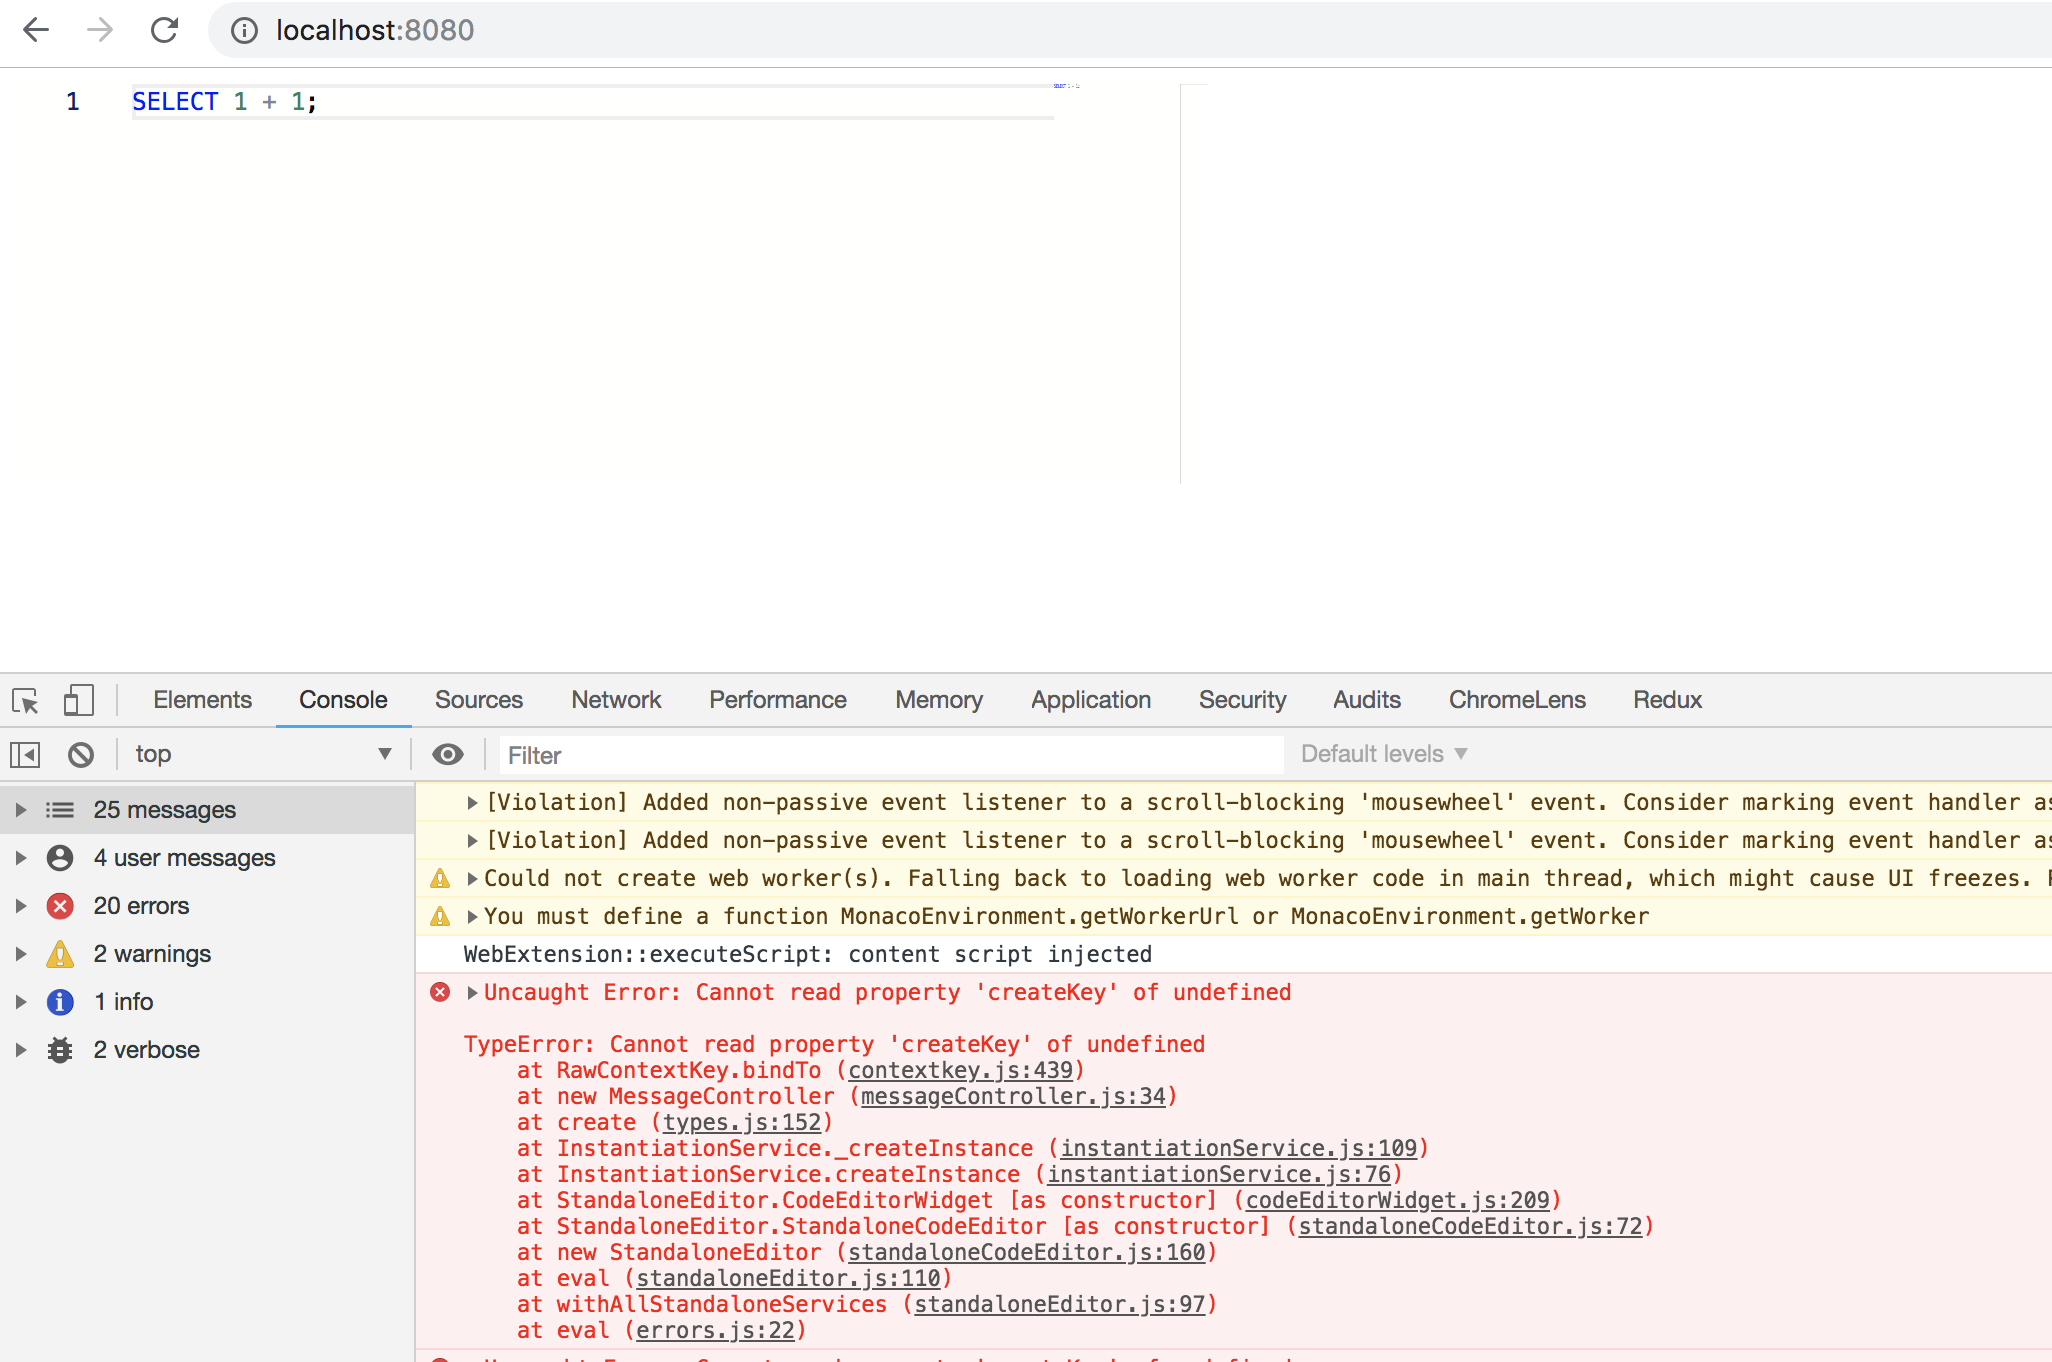 localhost:8080
1 SELECT 1 + 1;
Elements Console Sources Network Performance Memory Application Security Audits ChromeLens Redux
top Filter Default levels
25 messages
4 user messages
20 errors
2 warnings
1 info
2 verbose
[Violation] Added non-passive event listener to a scroll-blocking 'mousewheel' event. Consider marking event handler as
[Violation] Added non-passive event listener to a scroll-blocking 'mousewheel' event. Consider marking event handler as
Could not create web worker(s). Falling back to loading web worker code in main thread, which might cause UI freezes.
You must define a function MonacoEnvironment.getWorkerUrl or MonacoEnvironment.getWorker
WebExtension::executeScript: content script injected
Uncaught Error: Cannot read property 'createKey' of undefined
TypeError: Cannot read property 'createKey' of undefined
at RawContextKey.bindTo (contextkey.js:439)
at new MessageController (messageController.js:34)
at create (types.js:152)
at InstantiationService._createInstance (instantiationService.js:109)
at InstantiationService.createInstance (instantiationService.js:76)
at StandaloneEditor.CodeEditorWidget [as constructor] (codeEditorWidget.js:209)
at StandaloneEditor.StandaloneCodeEditor [as constructor] (standaloneCodeEditor.js:72)
at new StandaloneEditor (standaloneCodeEditor.js:160)
at eval (standaloneEditor.js:110)
at withAllStandaloneServices (standaloneEditor.js:97)
at eval (errors.js:22)